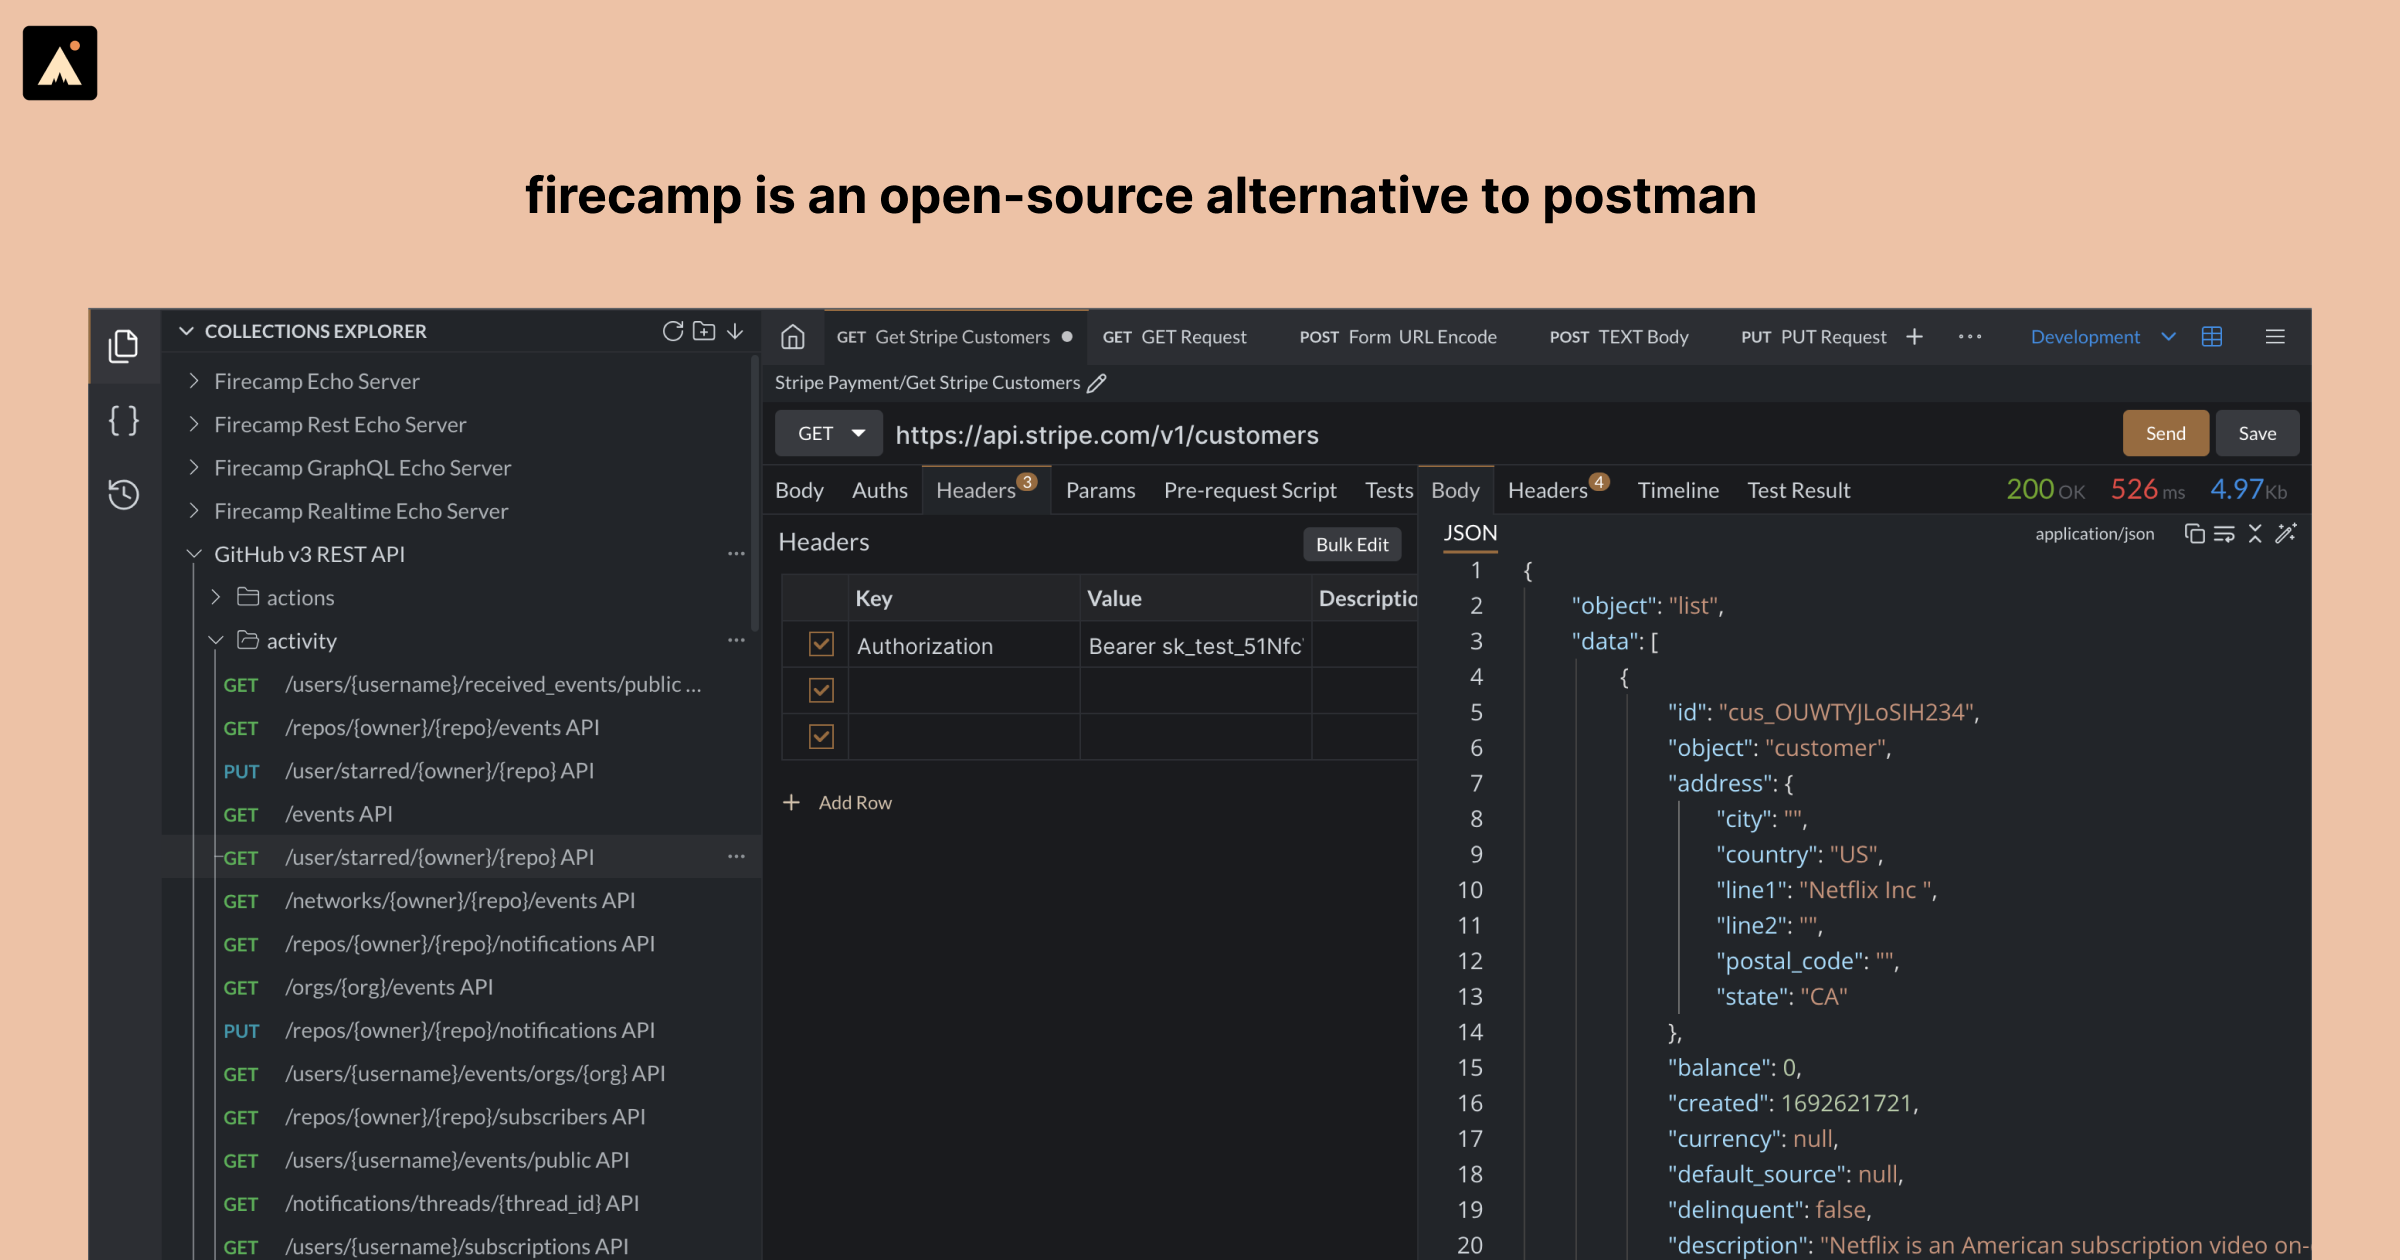 firecamp is an open-source alternative to postman
COLLECTIONS EXPLORER
Firecamp Echo Server
Firecamp Rest Echo Server
Firecamp GraphQL Echo Server
Firecamp Realtime Echo Server
GitHub v3 REST API
actions
activity
GET /users/{username}/received_events/public ...
GET /repos/{owner}/{repo}/events API
PUT /user/starred/{owner}/{repo} API
GET /events API
GET /user/starred/{owner}/{repo} API
GET /networks/{owner}/{repo}/events API
GET /repos/{owner}/{repo}/notifications API
GET /orgs/{org}/events API
PUT /repos/{owner}/{repo}/notifications API
GET /users/{username}/events/orgs/{org} API
GET /repos/{owner}/{repo}/subscribers API
GET /users/{username}/events/public API
GET /notifications/threads/{thread_id} API
GET /users/{username}/subscriptions API
GET Get Stripe Customers GET GET Request POST Form URL Encode POST TEXT Body PUT PUT Request Development
Stripe Payment/Get Stripe Customers
GET https://api.stripe.com/v1/customers Send Save
Body Auths Headers 3 Params Pre-request Script Tests
Headers Bulk Edit
Key Value Descriptio
Authorization Bearer sk_test_51Nfc
Add Row
Body Headers 4 Timeline Test Result 200 OK 526 ms 4.97 Kb
JSON application/json
1 {
2 "object": "list",
3 "data": [
4 {
5 "id": "cus_OUWTYJLoSIH234",
6 "object": "customer",
7 "address": {
8 "city": "",
9 "country": "US",
10 "line1": "Netflix Inc ",
11 "line2": "",
12 "postal_code": "",
13 "state": "CA"
14 },
15 "balance": 0,
16 "created": 1692621721,
17 "currency": null,
18 "default_source": null,
19 "delinquent": false,
20 "description": "Netflix is an American subscription video on-